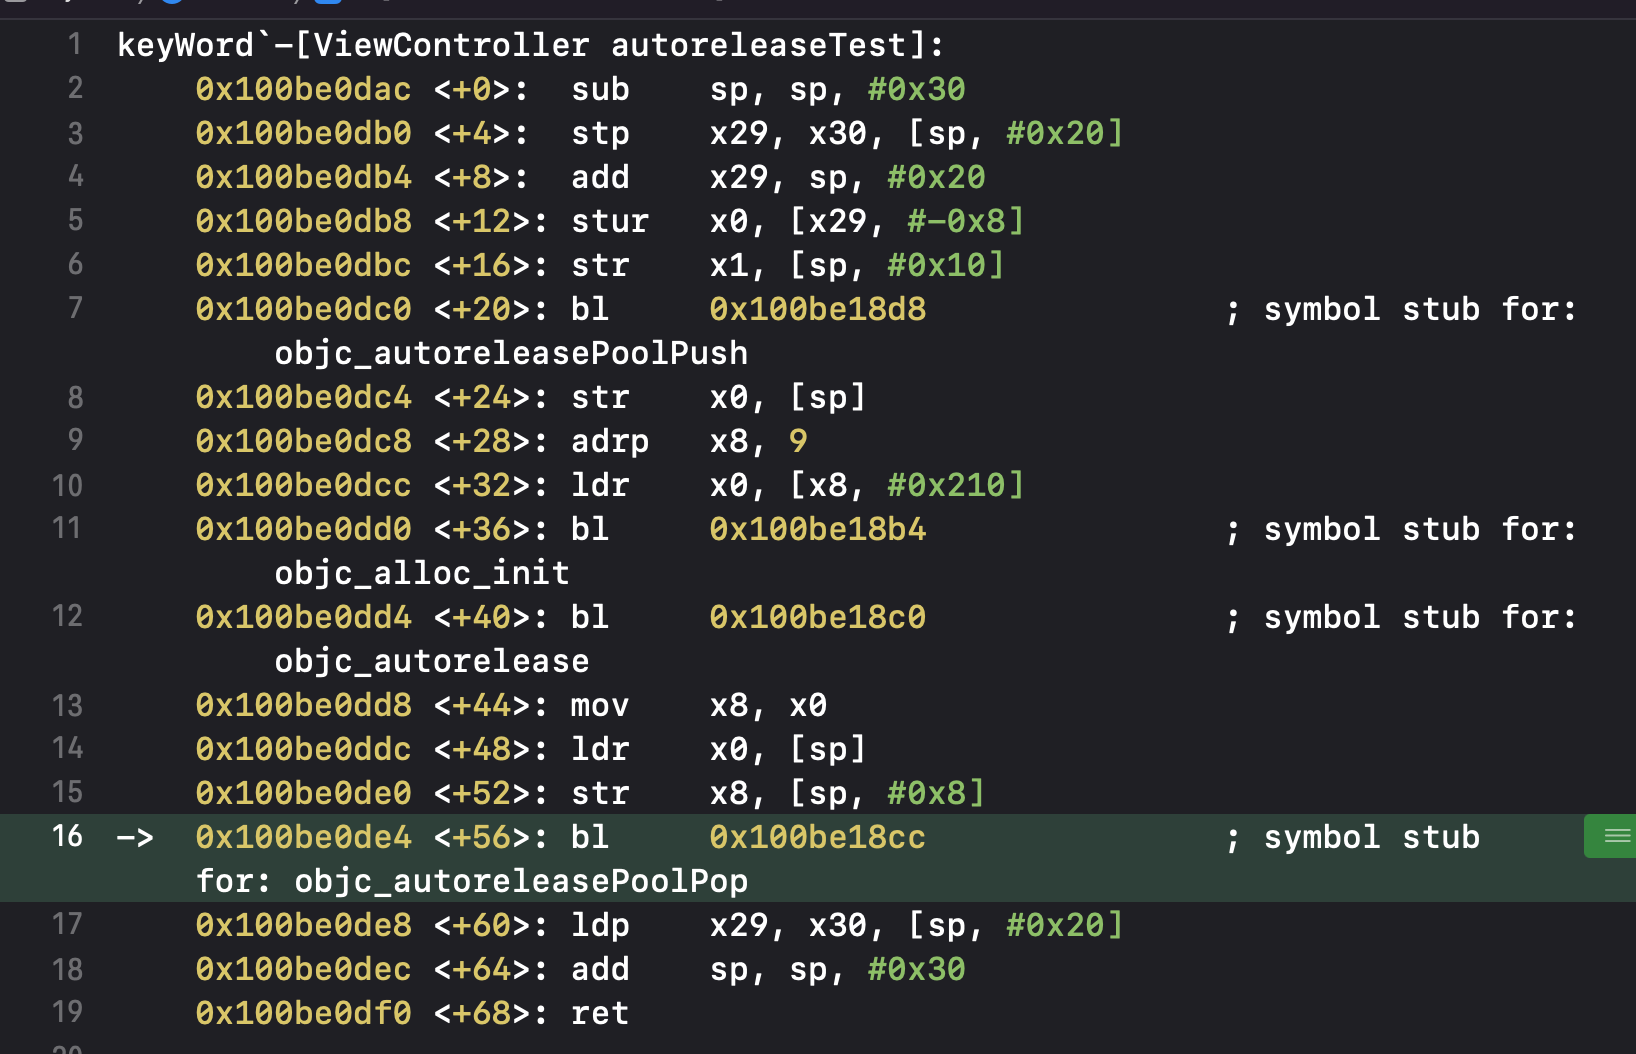 1 keyWord`-[ViewController autoreleaseTest]:
2 0x100be0dac <+0>: sub sp, sp, #0x30
3 0x100be0db0 <+4>: stp x29, x30, [sp, #0x20]
4 0x100be0db4 <+8>: add x29, sp, #0x20
5 0x100be0db8 <+12>: stur x0, [x29, #-0x8]
6 0x100be0dbc <+16>: str x1, [sp, #0x10]
7 0x100be0dc0 <+20>: bl 0x100be18d8 ; symbol stub for:
objc_autoreleasePoolPush
8 0x100be0dc4 <+24>: str x0, [sp]
9 0x100be0dc8 <+28>: adrp x8, 9
10 0x100be0dcc <+32>: ldr x0, [x8, #0x210]
11 0x100be0dd0 <+36>: bl 0x100be18b4 ; symbol stub for:
objc_alloc_init
12 0x100be0dd4 <+40>: bl 0x100be18c0 ; symbol stub for:
objc_autorelease
13 0x100be0dd8 <+44>: mov x8, x0
14 0x100be0ddc <+48>: ldr x0, [sp]
15 0x100be0de0 <+52>: str x8, [sp, #0x8]
16 -> 0x100be0de4 <+56>: bl 0x100be18cc ; symbol stub
for: objc_autoreleasePoolPop
17 0x100be0de8 <+60>: ldp x29, x30, [sp, #0x20]
18 0x100be0dec <+64>: add sp, sp, #0x30
19 0x100be0df0 <+68>: ret
20